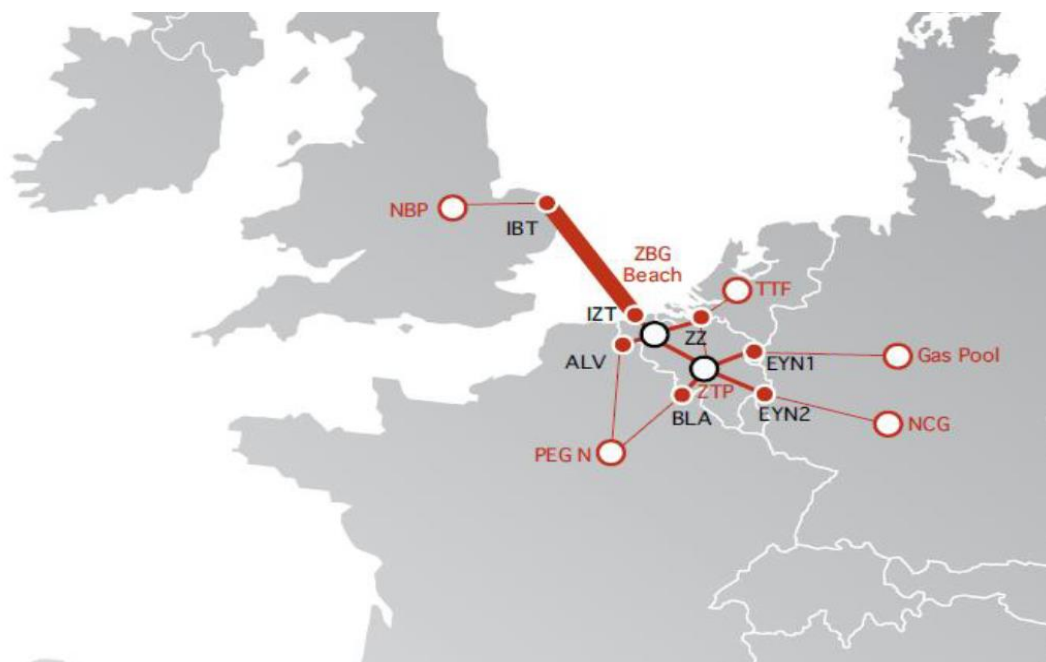 NBP
IBT
ZBG
Beach
TTF
IZT
ZZ
ALV
EYN1
Gas Pool
ZTP
BLA
EYN2
NCG
PEG N